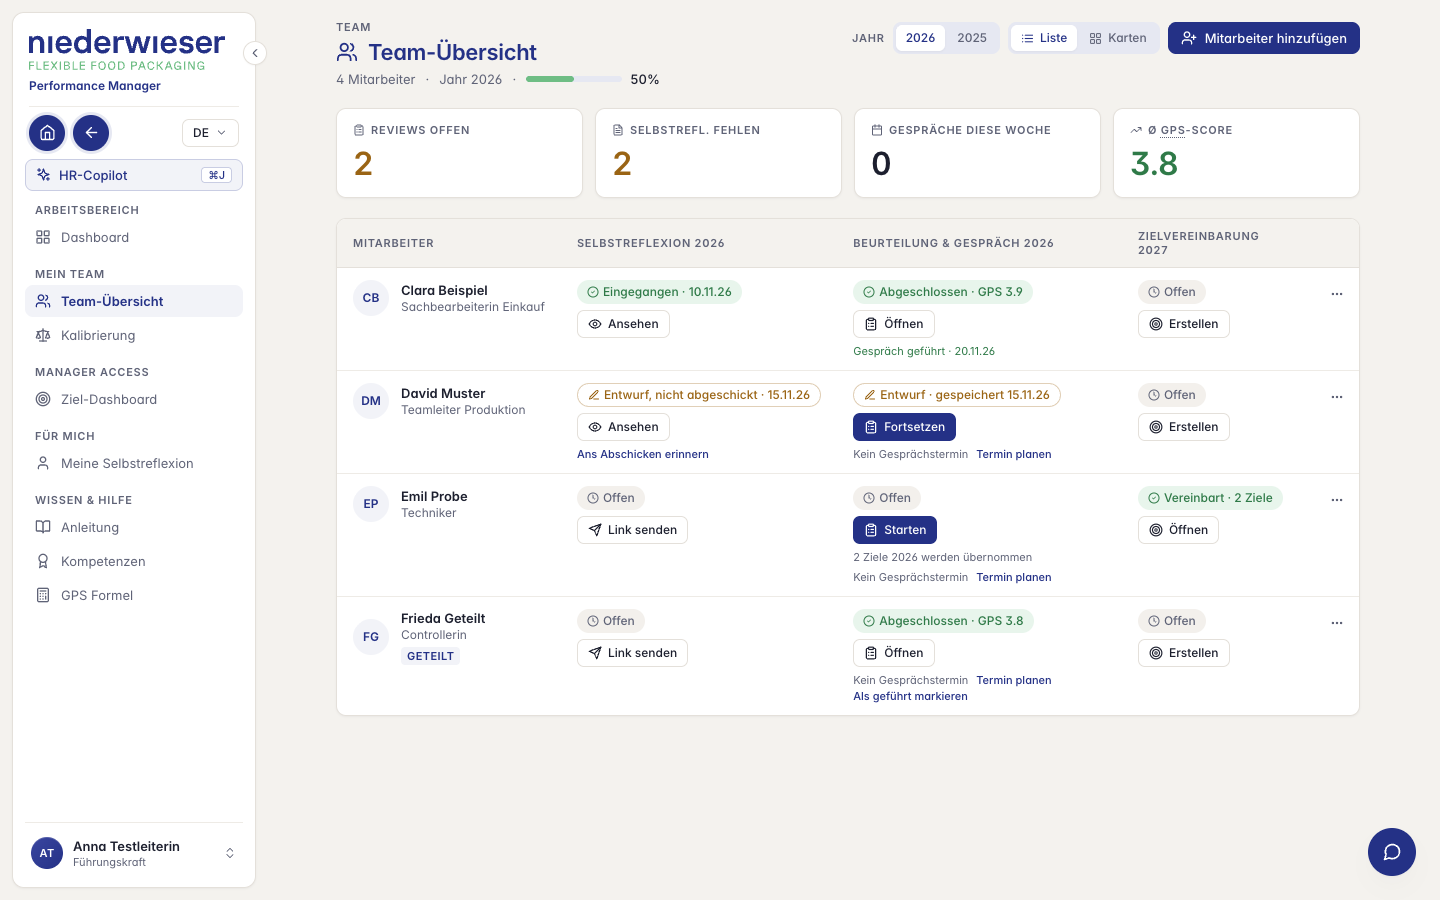 niederwieser
FLEXIBLE FOOD PACKAGING
Performance Manager
DE
HR-Copilot
⌘J
ARBEITSBEREICH
Dashboard
MEIN TEAM
Team-Übersicht
Kalibrierung
MANAGER ACCESS
Ziel-Dashboard
FÜR MICH
Meine Selbstreflexion
WISSEN & HILFE
Anleitung
Kompetenzen
GPS Formel
AT
Anna Testleiterin
Führungskraft
TEAM
Team-Übersicht
4 Mitarbeiter · Jahr 2026 · 50%
JAHR 2026 2025
Liste Karten
Mitarbeiter hinzufügen
REVIEWS OFFEN
2
SELBSTREFL. FEHLEN
2
GESPRÄCHE DIESE WOCHE
0
Ø GPS-SCORE
3.8
MITARBEITER SELBSTREFLEXION 2026 BEURTEILUNG & GESPRÄCH 2026 ZIELVEREINBARUNG
2027
CB
Clara Beispiel
Sachbearbeiterin Einkauf
Eingegangen · 10.11.26
Ansehen
Abgeschlossen · GPS 3.9
Öffnen
Gespräch geführt · 20.11.26
Offen
Erstellen
DM
David Muster
Teamleiter Produktion
Entwurf, nicht abgeschickt · 15.11.26
Ansehen
Ans Abschicken erinnern
Entwurf · gespeichert 15.11.26
Fortsetzen
Kein Gesprächstermin Termin planen
Offen
Erstellen
EP
Emil Probe
Techniker
Offen
Link senden
Offen
Starten
2 Ziele 2026 werden übernommen
Kein Gesprächstermin Termin planen
Vereinbart · 2 Ziele
Öffnen
FG
Frieda Geteilt
Controllerin
GETEILT
Offen
Link senden
Abgeschlossen · GPS 3.8
Öffnen
Kein Gesprächstermin Termin planen
Als geführt markieren
Offen
Erstellen